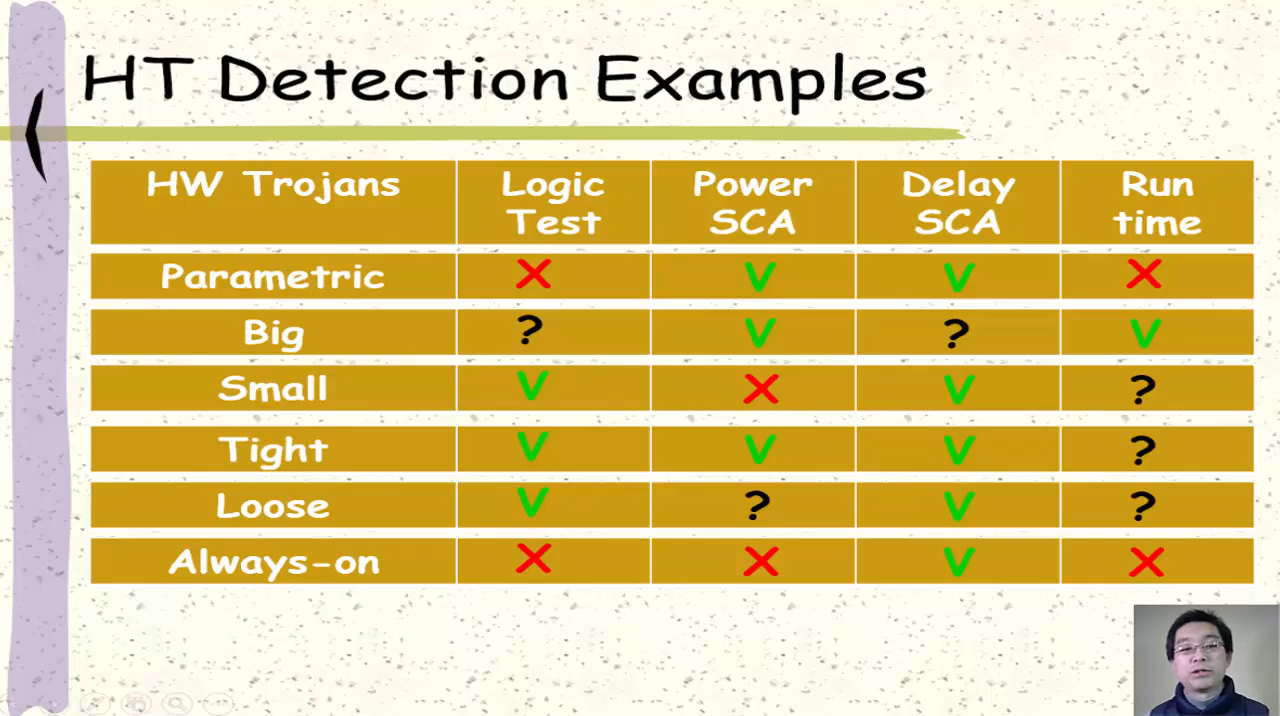 HT Detection Examples
HW Trojans Logic Test Power SCA Delay SCA Run time
Parametric X V V X
Big ? V ? V
Small V X V ?
Tight V V V ?
Loose V ? V ?
Always-on X X V X